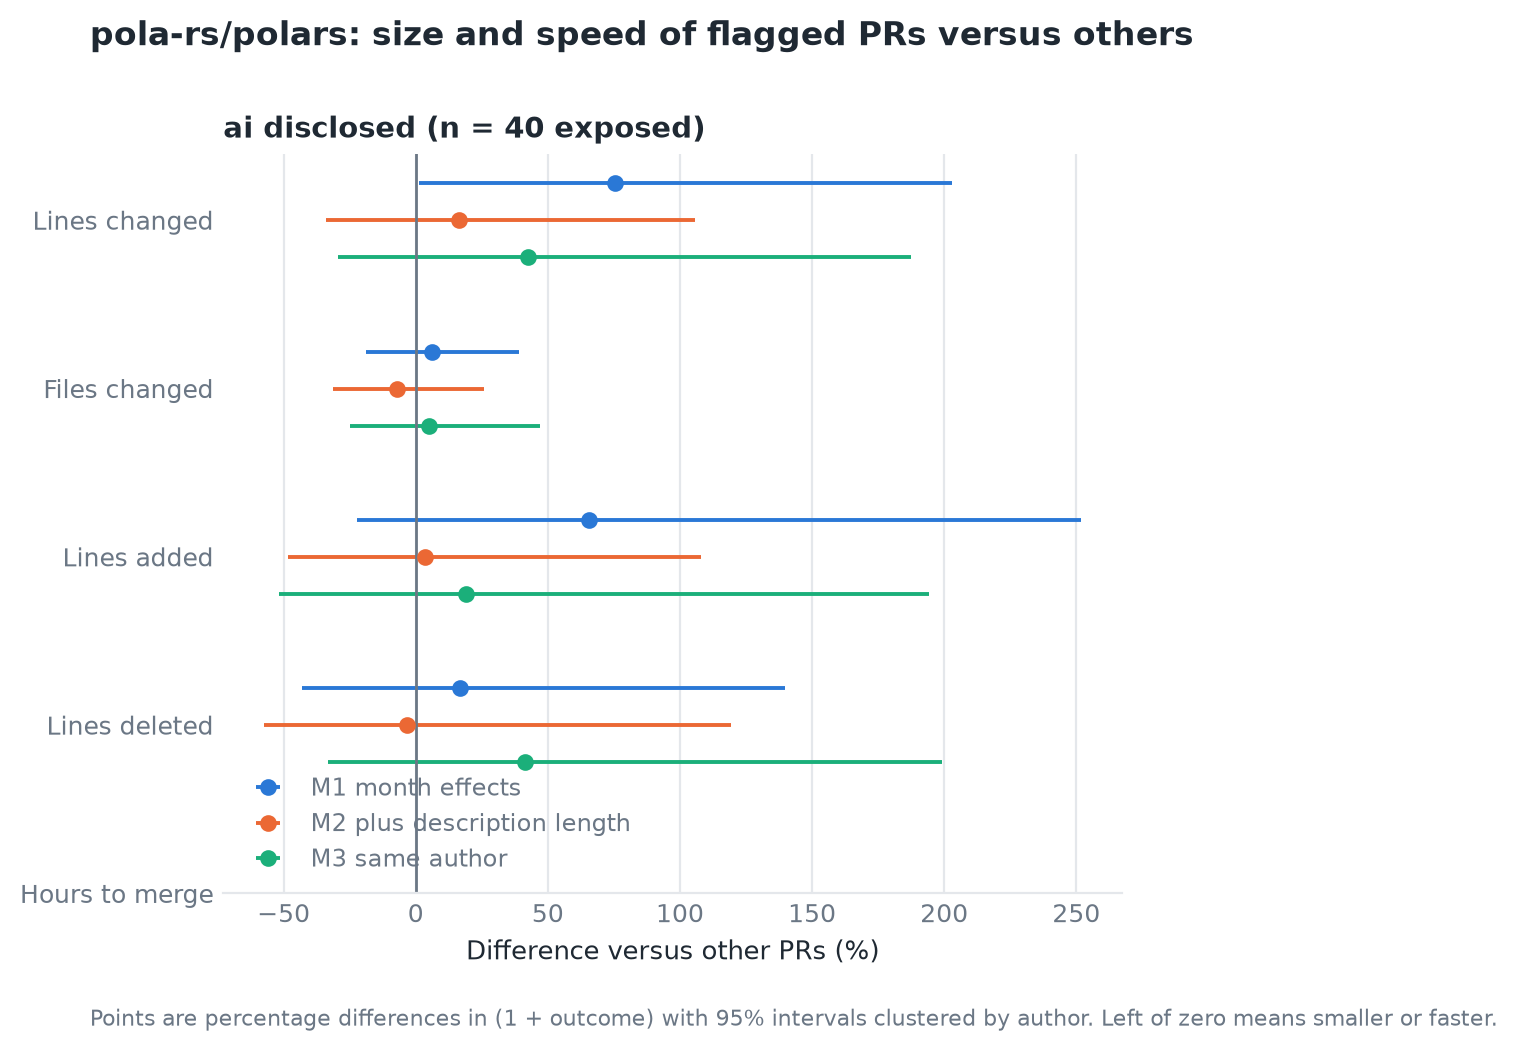 pola-rs/polars: size and speed of flagged PRs versus others
ai disclosed (n = 40 exposed)
Lines changed
Files changed
Lines added
Lines deleted
M1 month effects
M2 plus description length
M3 same author
Hours to merge
−50 0 50 100 150 200 250
Difference versus other PRs (%)
Points are percentage differences in (1 + outcome) with 95% intervals clustered by author. Left of zero means smaller or faster.